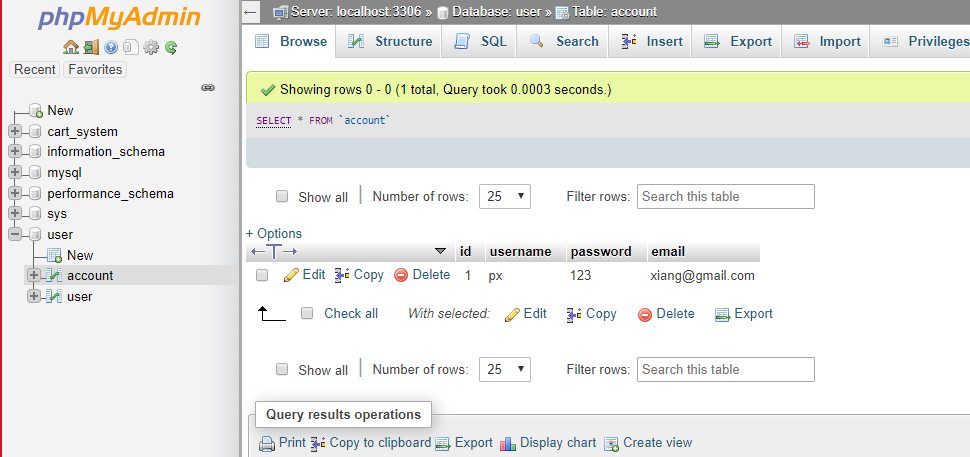 phpMyAdmin
Recent Favorites
New
cart_system
information_schema
mysql
performance_schema
sys
user
New
account
user
Server: localhost:3306 » Database: user » Table: account
Browse Structure SQL Search Insert Export Import Privileges
Showing rows 0 - 0 (1 total, Query took 0.0003 seconds.)
SELECT * FROM `account`
Show all Number of rows: 25 Filter rows: Search this table
+ Options
id username password email
Edit Copy Delete 1 px 123 xiang@gmail.com
Check all With selected: Edit Copy Delete Export
Show all Number of rows: 25 Filter rows: Search this table
Query results operations
Print Copy to clipboard Export Display chart Create view